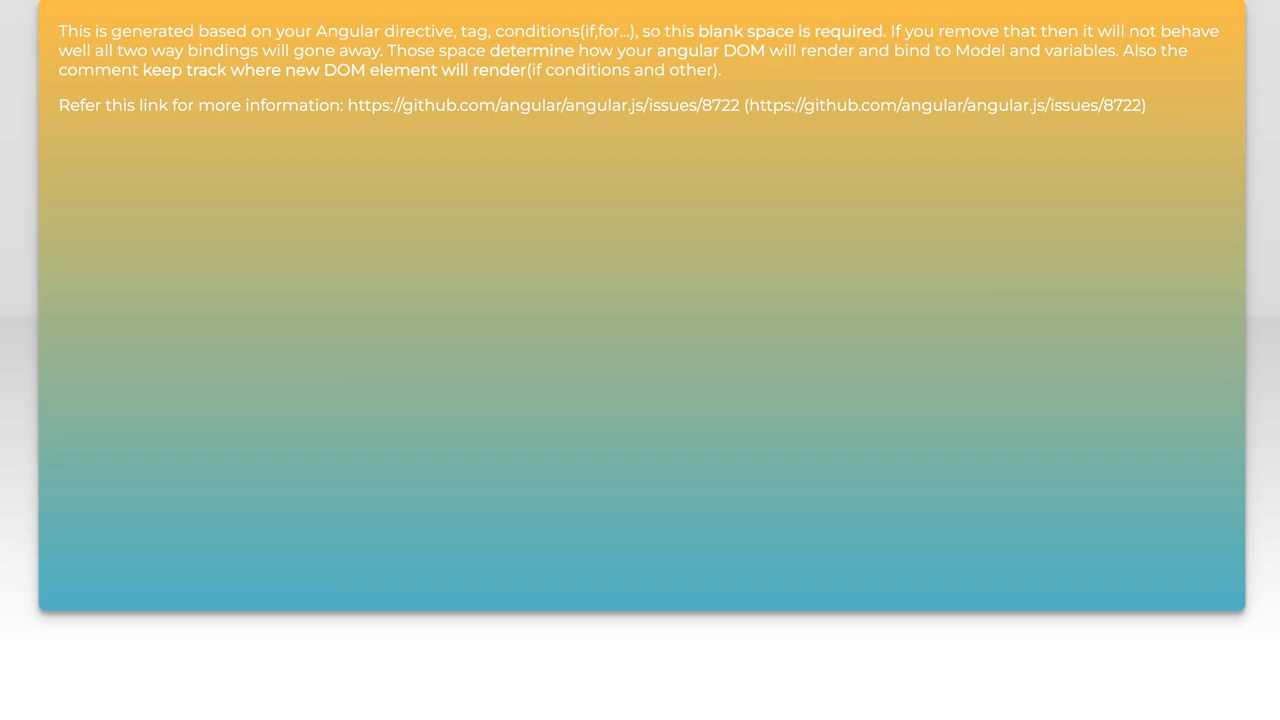 This is generated based on your Angular directive, tag, conditions(if,for...), so this blank space is required. If you remove that then it will not behave
well all two way bindings will gone away. Those space determine how your angular DOM will render and bind to Model and variables. Also the
comment keep track where new DOM element will render(if conditions and other).
Refer this link for more information: https://github.com/angular/angular.js/issues/8722 (https://github.com/angular/angular.js/issues/8722)